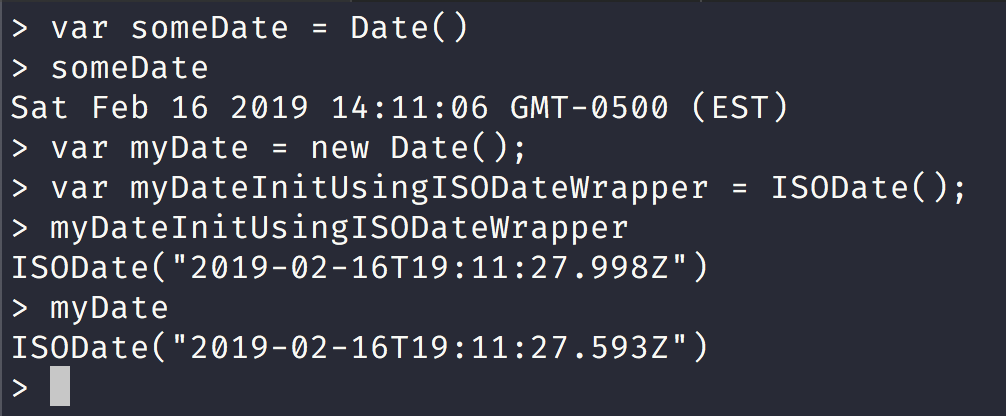 > var someDate = Date()
> someDate
Sat Feb 16 2019 14:11:06 GMT-0500 (EST)
> var myDate = new Date();
> var myDateInitUsingISODateWrapper = ISODate();
> myDateInitUsingISODateWrapper
ISODate("2019-02-16T19:11:27.998Z")
> myDate
ISODate("2019-02-16T19:11:27.593Z")
>